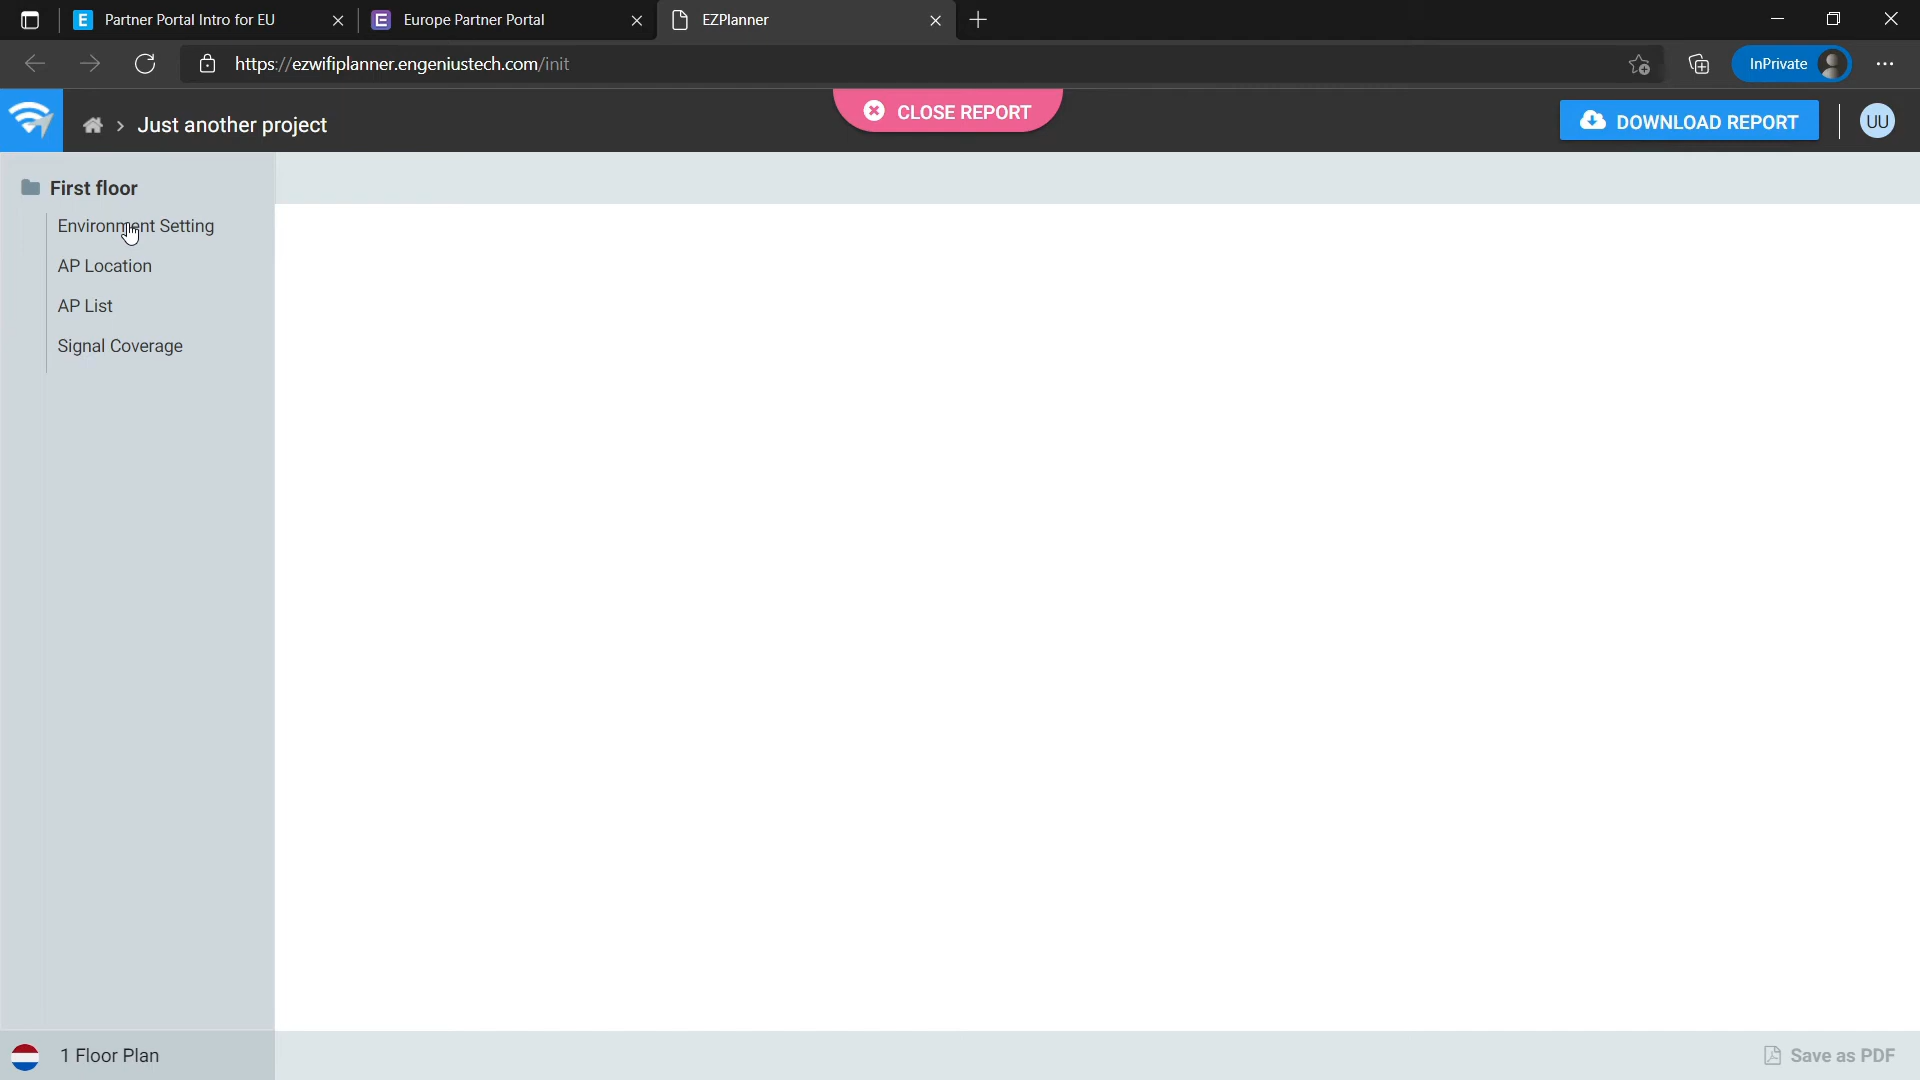 E Partner Portal Intro for EU
E Europe Partner Portal
EZPlanner
https://ezwifiplanner.engeniustech.com/init
InPrivate
> Just another project
CLOSE REPORT
DOWNLOAD REPORT
UU
First floor
Environment Setting
AP Location
AP List
Signal Coverage
1 Floor Plan
Save as PDF